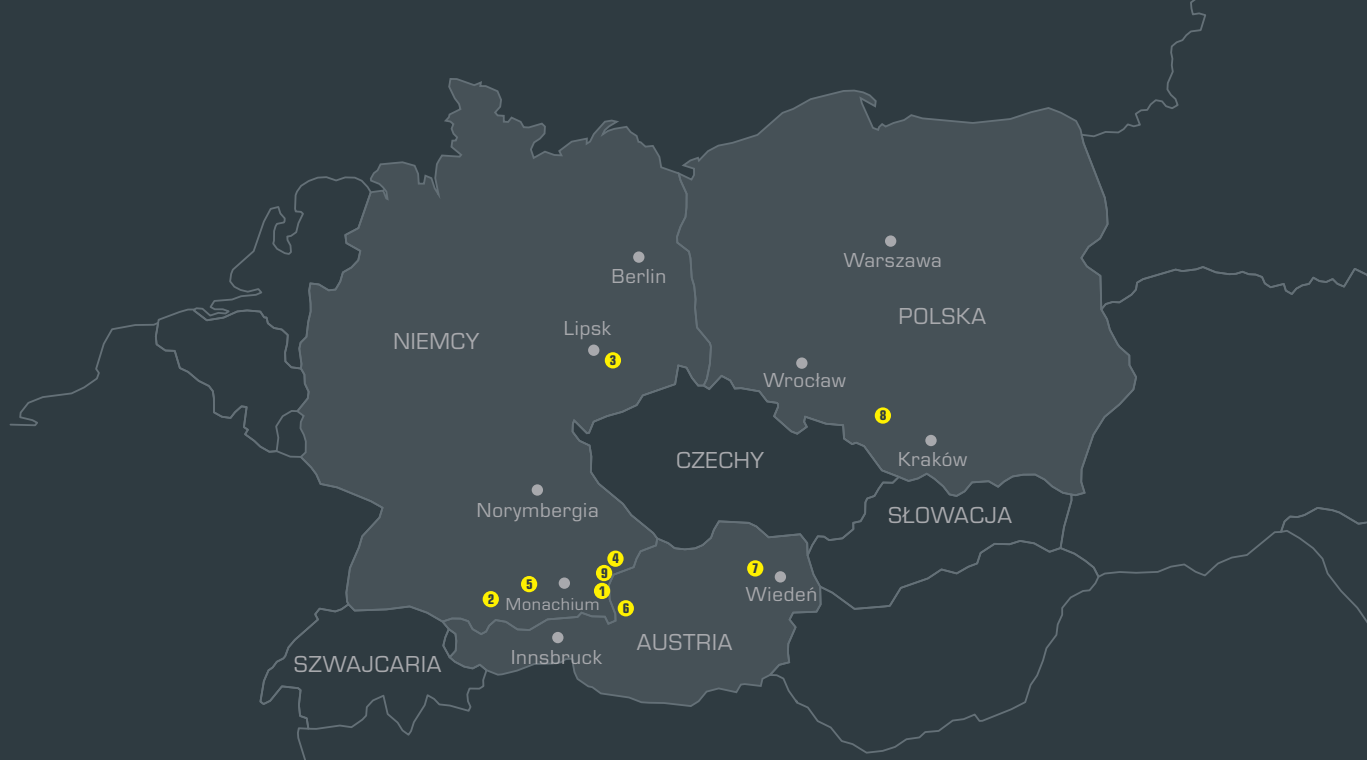 Warszawa
Berlin
POLSKA
Lipsk
NIEMCY
3
Wrocław
8
CZECHY
Kraków
Norymbergia
SŁOWACJA
4
7
9
5
Wiedeń
1
2
Monachium
6
AUSTRIA
Innsbruck
SZWAJCARIA